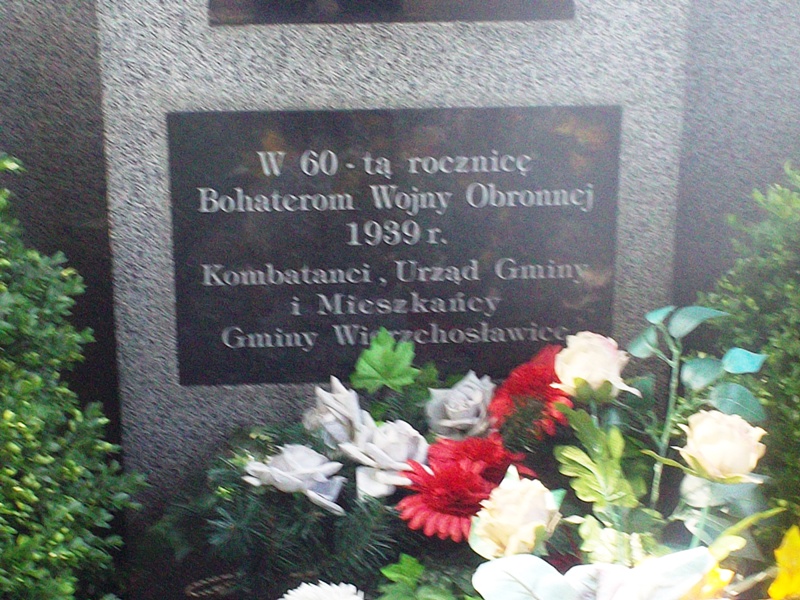 W 60-tą rocznicę
Bohaterom Wojny Obronnej
1939 r.
Kombatanci, Urząd Gminy
i Mieszkańcy
Gminy Wierzchosławice